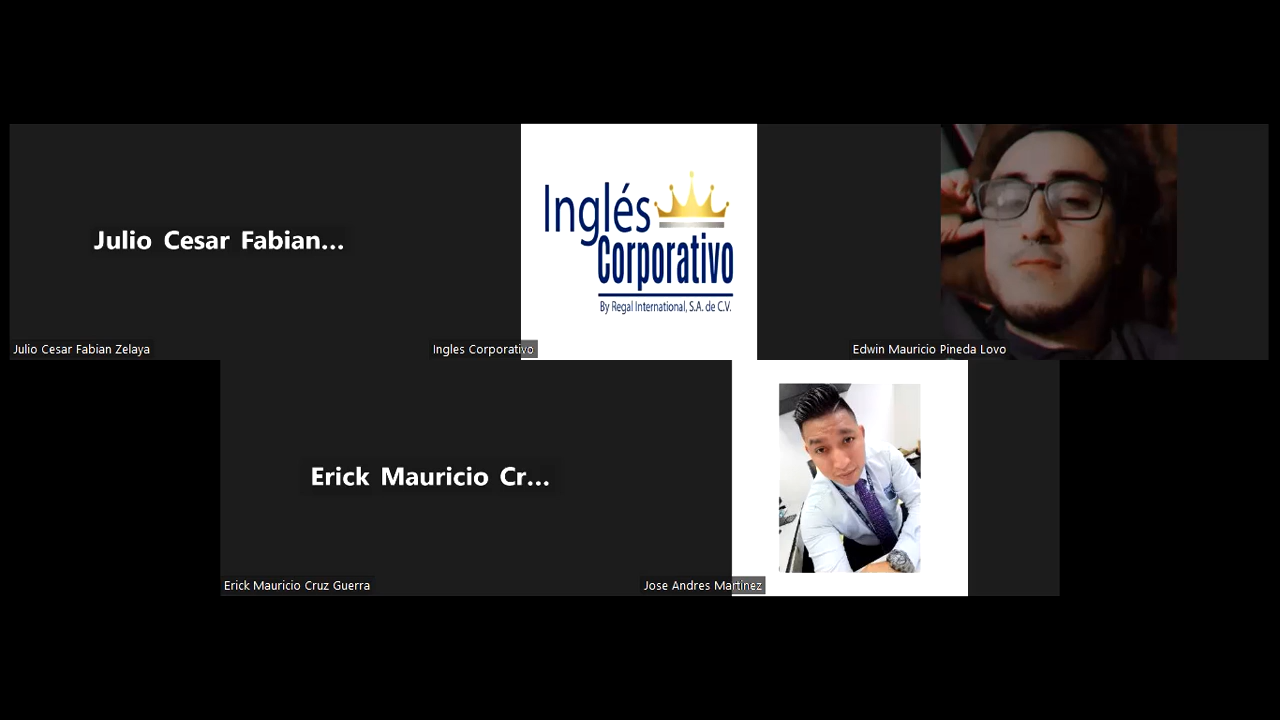 Julio Cesar Fabian...
Inglés
Corporativo
By Regal International, S.A. de C.V.
Julio Cesar Fabian Zelaya
Ingles Corporativo
Edwin Mauricio Pineda Lovo
Erick Mauricio Cr...
Erick Mauricio Cruz Guerra
Jose Andres Martínez